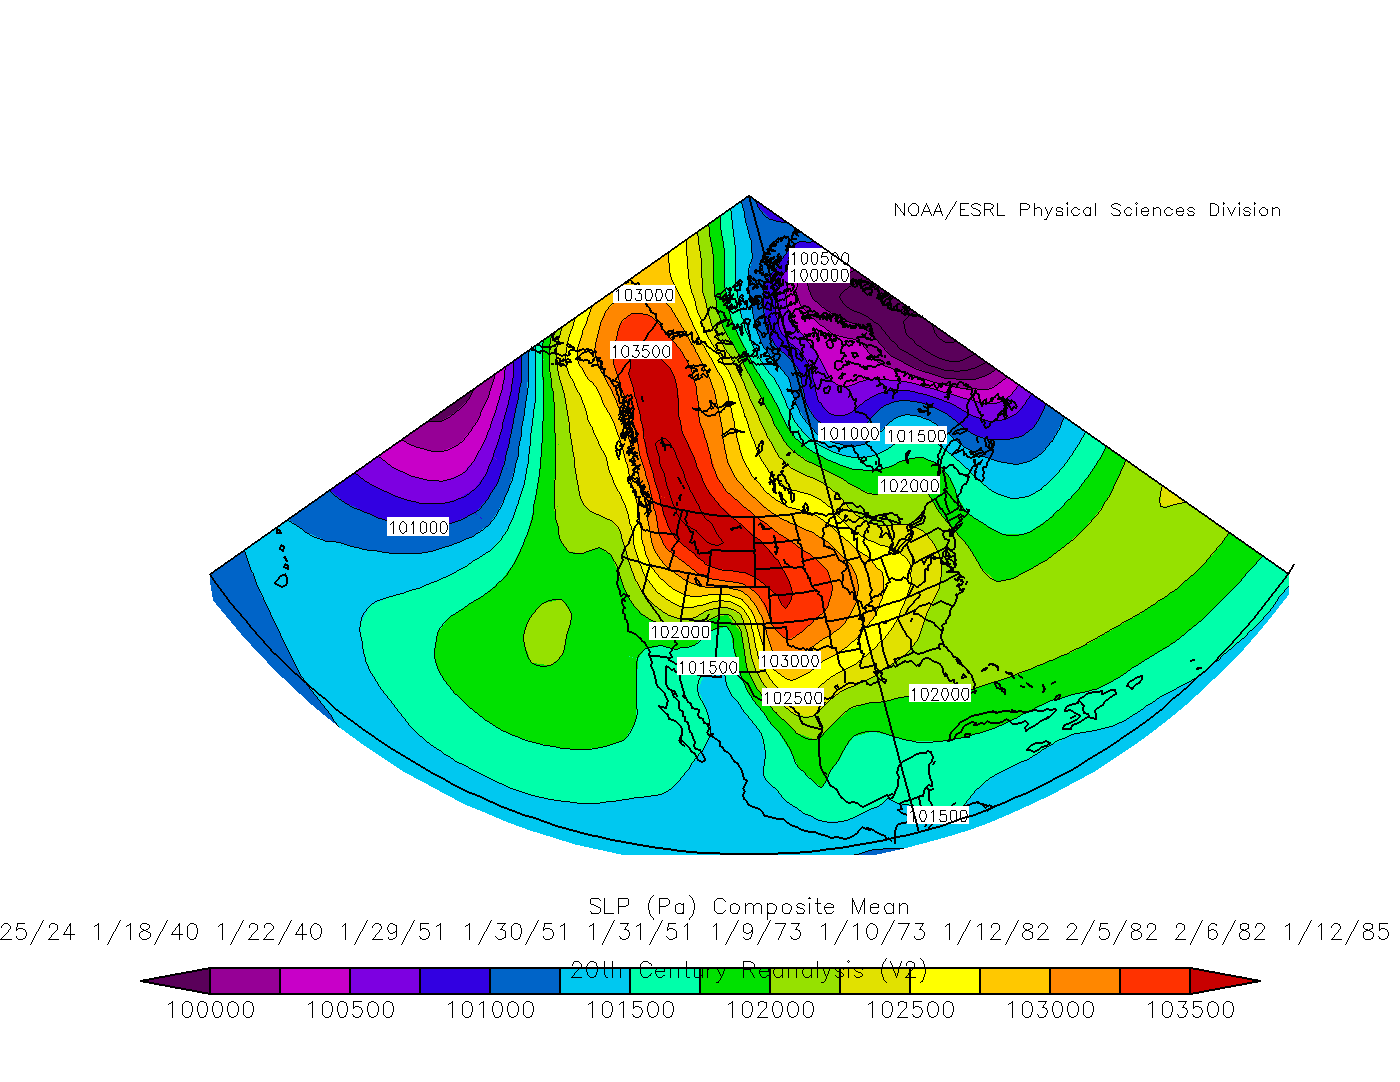 NOAA/ESRL Physical Sciences Division
100500
100000
103000
103500
101000
101500
102000
101000
102000
101500
103000
102500
102000
101500
SLP (Pa) Composite Mean
25/24 1/18/40 1/22/40 1/29/51 1/30/51 1/31/51 1/9/73 1/10/73 1/12/82 2/5/82 2/6/82 1/12/85
20th Century Reanalysis (V2)
100000 100500 101000 101500 102000 102500 103000 103500